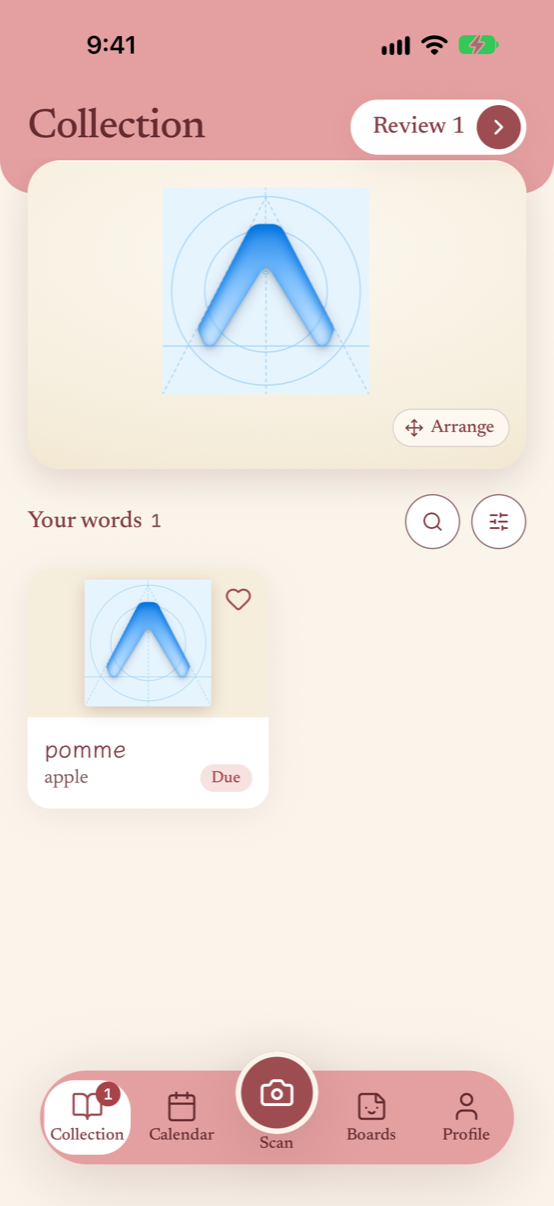 9:41
Collection
Review 1
Arrange
Your words 1
pomme
apple
Due
1
Collection
Calendar
Scan
Boards
Profile